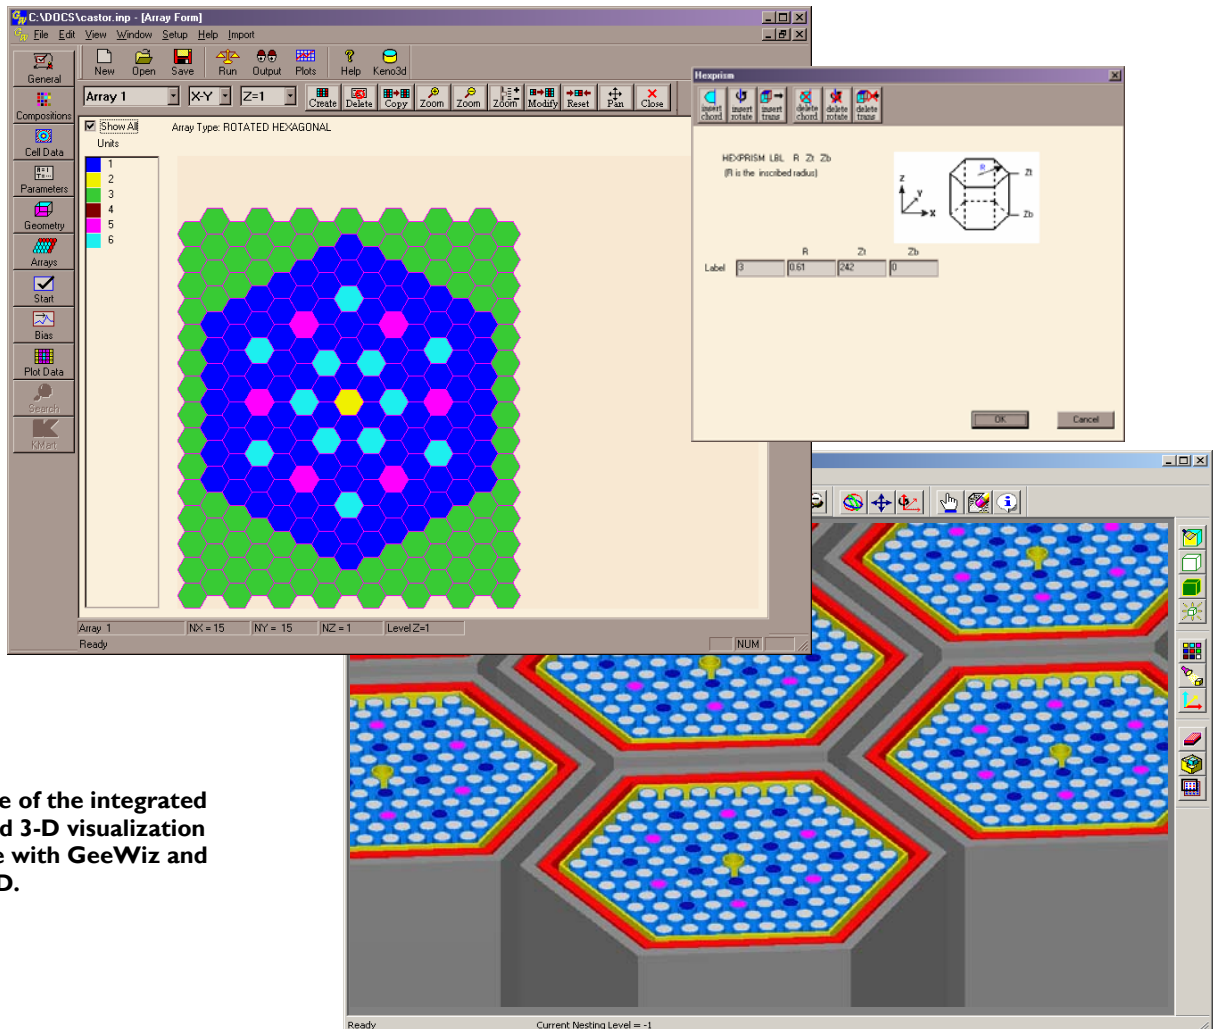 C:\DOCS\castor.inp - [Array Form]
File Edit View Window Setup Help Import
New Open Save Run Output Plots Help Keno3d
Array 1 X-Y Z=1 Create Delete Copy Zoom Zoom Zoom Modify Reset Pan Close
General
Compositions
Cell Data
Parameters
Geometry
Arrays
Start
Bias
Plot Data
Search
KMart
Show All Array Type: ROTATED HEXAGONAL
Units
1
2
3
4
5
6
Array 1 NX = 15 NY = 15 NZ = 1 Level Z=1
Ready NUM
Hexprism
insert chord insert rotate insert trans delete chord delete rotate delete trans
HEXPRISM LBL R Zt Zb
(R is the inscribed radius)
R
Z Y X
Zt
Zb
R Zt Zb
Label 3 0.61 242 0
OK Cancel
e of the integrated
d 3-D visualization
e with GeeWiz and
D.
Ready Current Nesting Level = -1